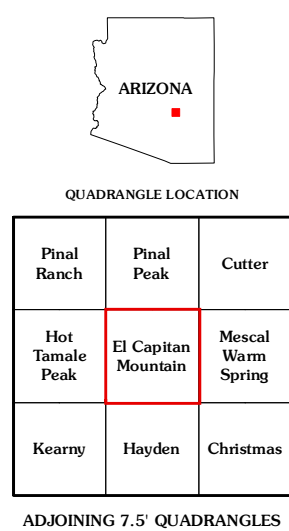 ARIZONA
QUADRANGLE LOCATION
Pinal
Ranch
Pinal
Peak
Cutter
Hot
Tamale
Peak
El Capitan
Mountain
Mescal
Warm
Spring
Kearny
Hayden
Christmas
ADJOINING 7.5' QUADRANGLES